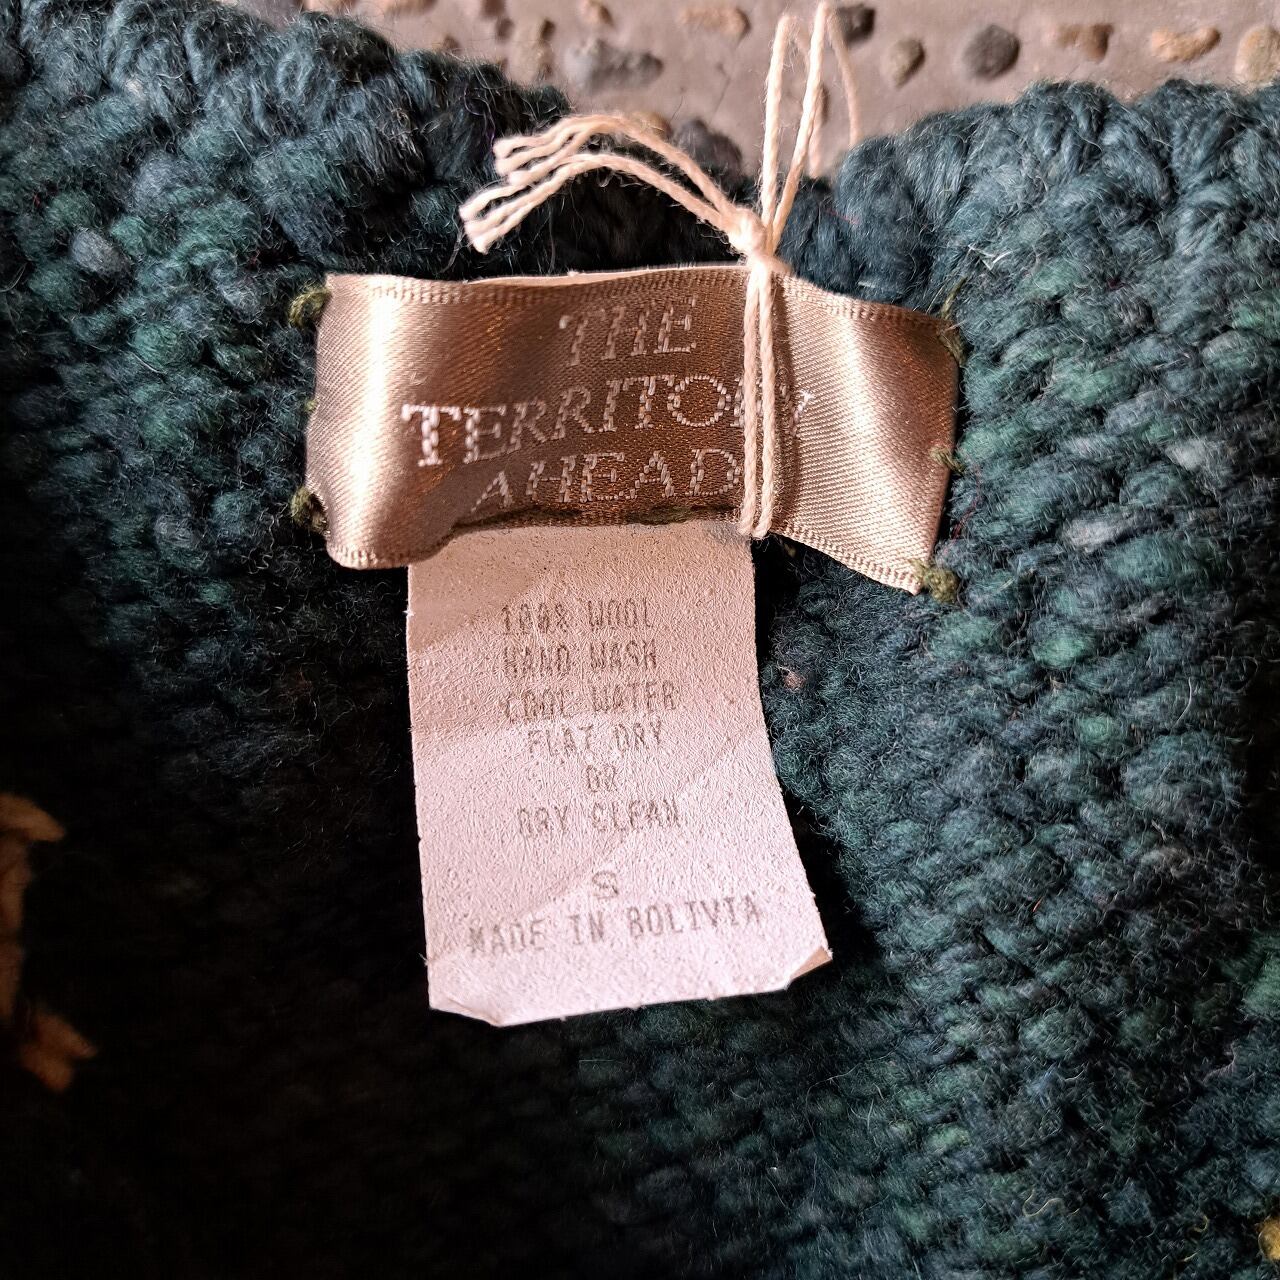 THE
TERRITORY
AHEAD
100% WOOL
HAND WASH
COOL WATER
FLAT DRY
OR
DRY CLEAN
S
MADE IN BOLIVIA